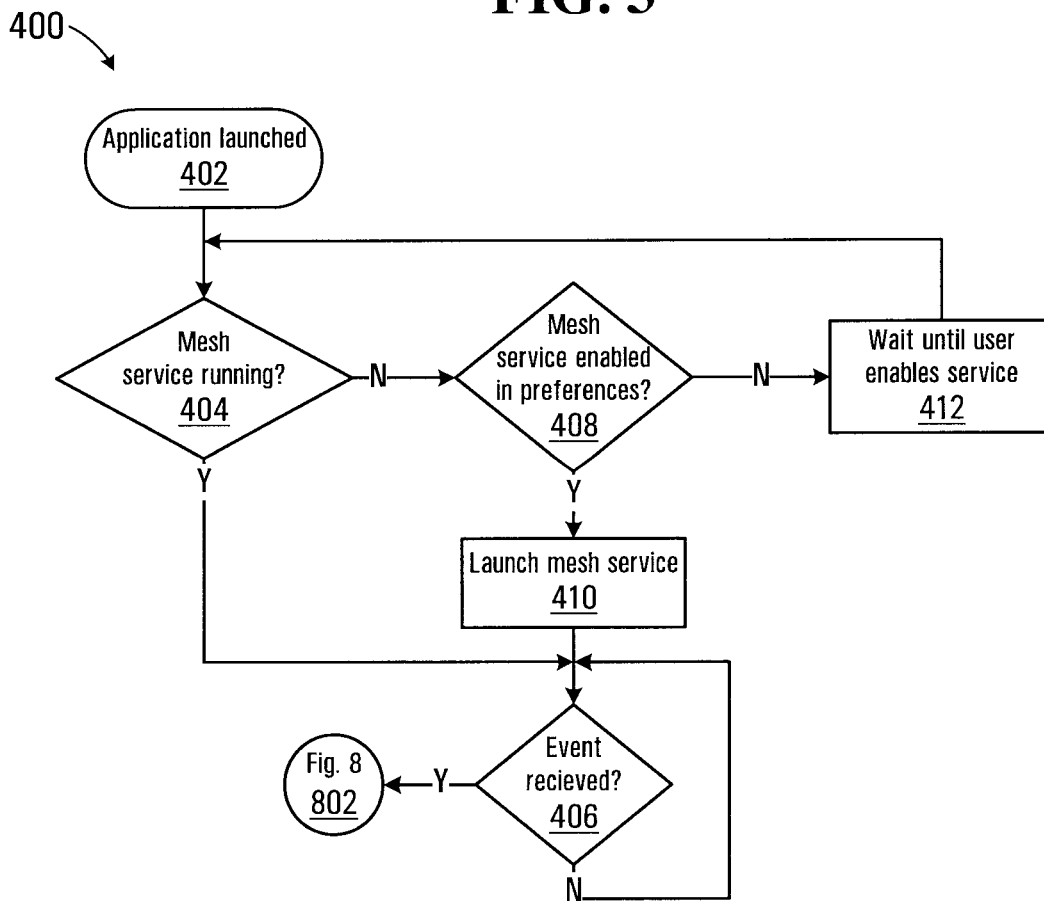 FIG. 3
400
Application launched
402
Mesh
service running?
404
N
Mesh
service enabled
in preferences?
408
N
Wait until user
enables service
412
Y
Y
Launch mesh service
410
Event
recieved?
406
Y
Fig. 8
802
N